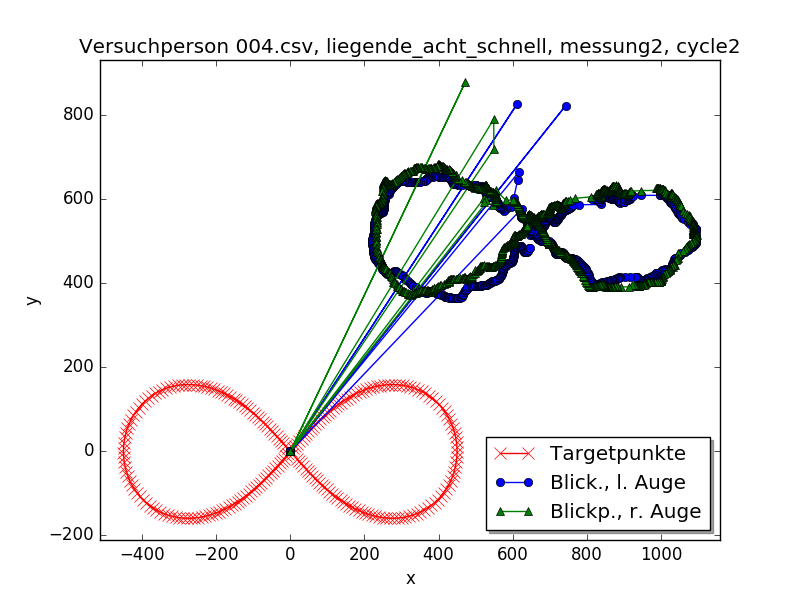 Versuchperson 004.csv, liegende_acht_schnell, messung2, cycle2
800
600
400
200
0
−200
y
−400 −200 0 200 400 600 800 1000
x
Targetpunkte
Blick., l. Auge
Blickp., r. Auge